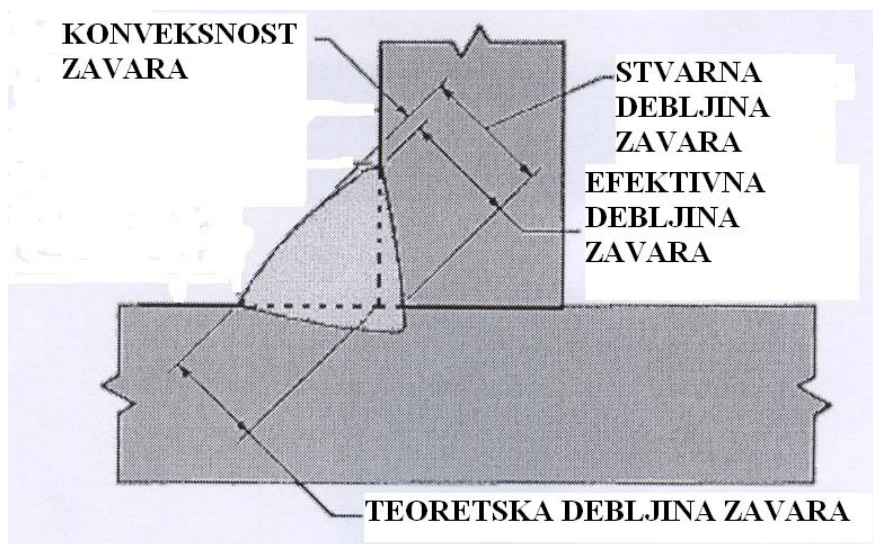 KONVEKSNOST
ZAVARA
STVARNA
DEBLJINA
ZAVARA
EFEKTIVNA
DEBLJINA
ZAVARA
TEORETSKA DEBLJINA ZAVARA